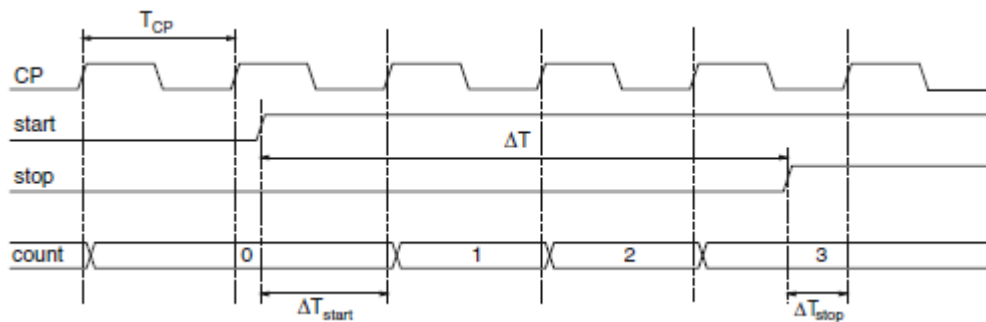 T_CP
CP
start
ΔT
stop
count 0 1 2 3
ΔT_start ΔT_stop